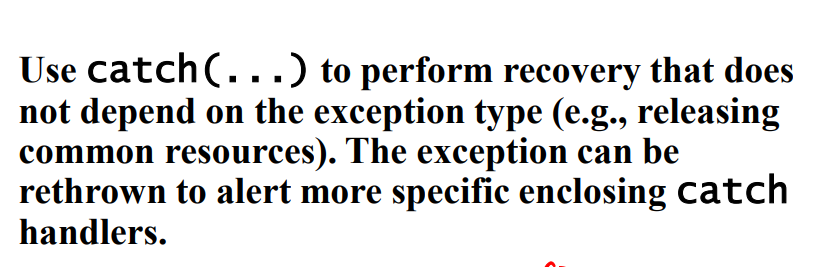 Use catch(...) to perform recovery that does
not depend on the exception type (e.g., releasing
common resources). The exception can be
rethrown to alert more specific enclosing catch
handlers.